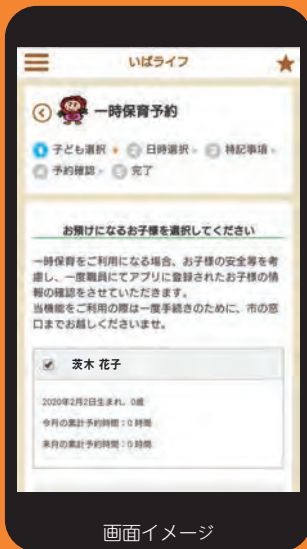 いばライフ
一時保育予約
1 子ども選択 2 日時選択 3 特記事項
4 予約確認 5 完了
お預けになるお子様を選択してください
一時保育をご利用になる場合、お子様の安全等を考
慮し、一度職員にてアプリに登録されたお子様の情
報の確認をさせていただきます。
当機能をご利用の際は一度手続きのために、市の窓
口までお越しくださいませ。
茨木 花子
2020年2月2日生まれ、0歳
今月の累計予約時間：0 時間
来月の累計予約時間：0 時間
画面イメージ